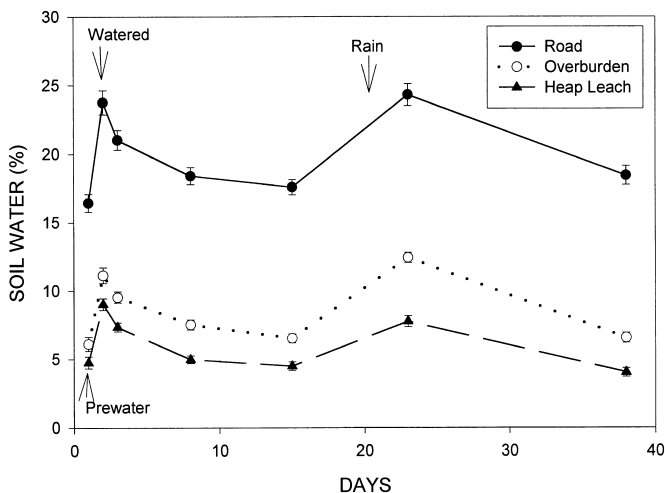 30
25
20
15
10
5
0
SOIL WATER (%)
Watered
Rain
Road
Overburden
Heap Leach
Prewater
0 10 20 30 40
DAYS